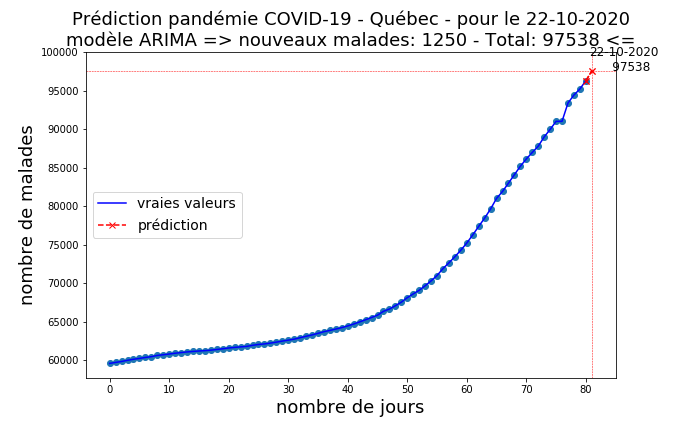 Prédiction pandémie COVID-19 - Québec - pour le 22-10-2020
modèle ARIMA => nouveaux malades: 1250 - Total: 97538 <=
22-10-2020
97538
100000
95000
90000
85000
80000
75000
70000
65000
60000
nombre de malades
vraies valeurs
prédiction
0 10 20 30 40 50 60 70 80
nombre de jours